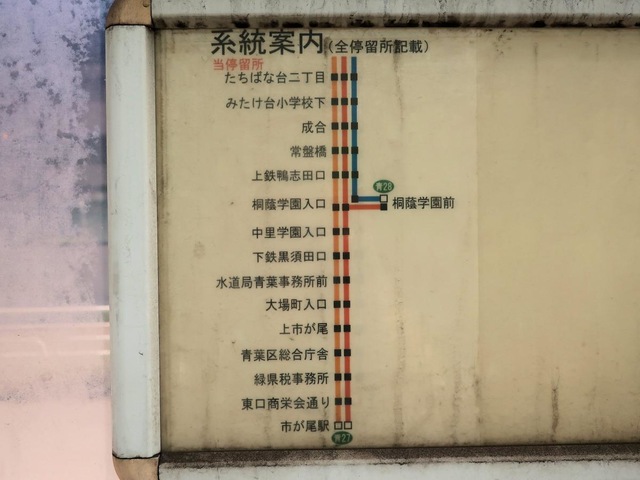 系統案内(全停留所記載)
当停留所
たちばな台二丁目
みたけ台小学校下
成合
常盤橋
上鉄鴨志田口
青28
桐蔭学園入口 桐蔭学園前
中里学園入口
下鉄黒須田口
水道局青葉事務所前
大場町入口
上市が尾
青葉区総合庁舎
緑県税事務所
東口商栄会通り
市が尾駅
青27